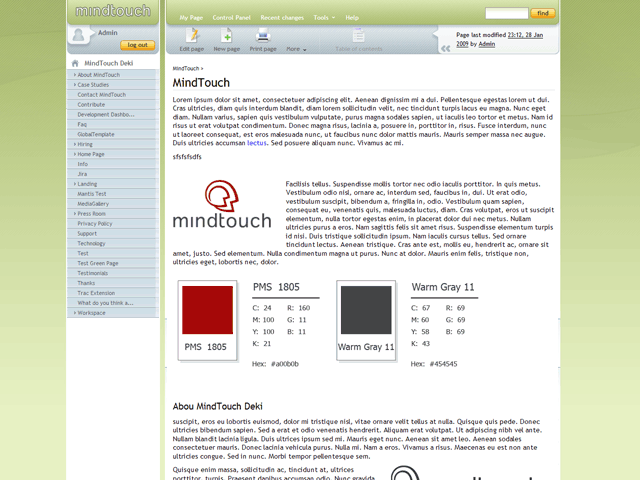 mindtouch
My Page Control Panel Recent changes Tools Help find
Admin
log out
Edit page New page Print page More Table of contents
Page last modified 23:12, 28 Jan
2009 by Admin
MindTouch Deki
About MindTouch
Case Studies
Contact MindTouch
Contribute
Development Dashbo...
Faq
GlobalTemplate
Hiring
Home Page
Info
Jira
Landing
Mantis Test
MediaGallery
Press Room
Privacy Policy
Support
Technology
Test
Test Green Page
Testimonials
Thanks
Trac Extension
What do you think a...
Workspace
MindTouch >
MindTouch
Lorem ipsum dolor sit amet, consectetuer adipiscing elit. Aenean dignissim mi a dui. Pellentesque egestas lorem ut dui.
Cras ultricies, diam quis interdum blandit, diam lorem sollicitudin velit, nec tincidunt turpis lacus eu magna. Nunc eget
diam. Nullam varius, sapien quis vestibulum vulputate, purus magna sodales sapien, ut iaculis leo tortor et metus. Nam id
risus ut erat volutpat condimentum. Donec magna risus, lacinia a, posuere in, porttitor in, risus. Fusce interdum, nunc
ut laoreet consequat, est eros malesuada nunc, ut faucibus nunc dolor mattis mauris. Mauris semper massa nec augue.
Duis ultricies accumsan lectus. Sed posuere aliquam nunc. Vivamus ac mi.
sfsfsfsdfs
mindtouch
Facilisis tellus. Suspendisse mollis tortor nec odio iaculis porttitor. In quis metus.
Vestibulum odio nisi, ornare ac, interdum sed, faucibus in, dui. Ut erat odio,
vestibulum suscipit, bibendum a, fringilla in, odio. Vestibulum quam sapien,
consequat eu, venenatis quis, malesuada luctus, diam. Cras volutpat, eros ut suscipit
elementum, nulla tortor egestas enim, in placerat dolor dui nec metus. Nullam
ultricies purus a eros. Nam sagittis felis sit amet risus. Suspendisse elementum turpis
id nisi. Duis tristique sollicitudin ipsum. Nam iaculis cursus tellus. Sed ornare
tincidunt lectus. Aenean tristique. Cras ante est, mollis eu, hendrerit ac, ornare sit
amet, justo. Sed elementum. Nulla condimentum magna ut purus. Nunc at dolor. Mauris enim felis, tristique non,
ultricies eget, lobortis nec, dolor.
PMS 1805
PMS 1805
C: 24 R: 160
M: 100 G: 11
Y: 100 B: 11
K: 21
Hex: #a00b0b
Warm Gray 11
Warm Gray 11
C: 67 R: 69
M: 60 G: 69
Y: 58 B: 69
K: 43
Hex: #454545
Abou MindTouch Deki
suscipit, eros eu lobortis euismod, dolor mi tristique nisl, vitae ornare velit tellus at nulla. Quisque quis pede. Donec
ultricies bibendum sapien. Sed a erat et odio venenatis hendrerit. Aliquam erat volutpat. Ut adipiscing nibh vel ante.
Nullam blandit lacinia ligula. Duis ultrices ipsum sed mi. Mauris eget nunc. Aenean sit amet leo. Aenean sodales
consectetuer mauris. Donec lacinia vehicula purus. Nulla mi. Nam a eros. Vivamus a risus. Maecenas eu est non ante
ultricies congue. Sed in nunc. Morbi tempor pellentesque sem.
Quisque enim massa, sollicitudin ac, tincidunt at, ultrices
porttitor, turpis. Praesent dapibus accumsan odio. Nunc gravida